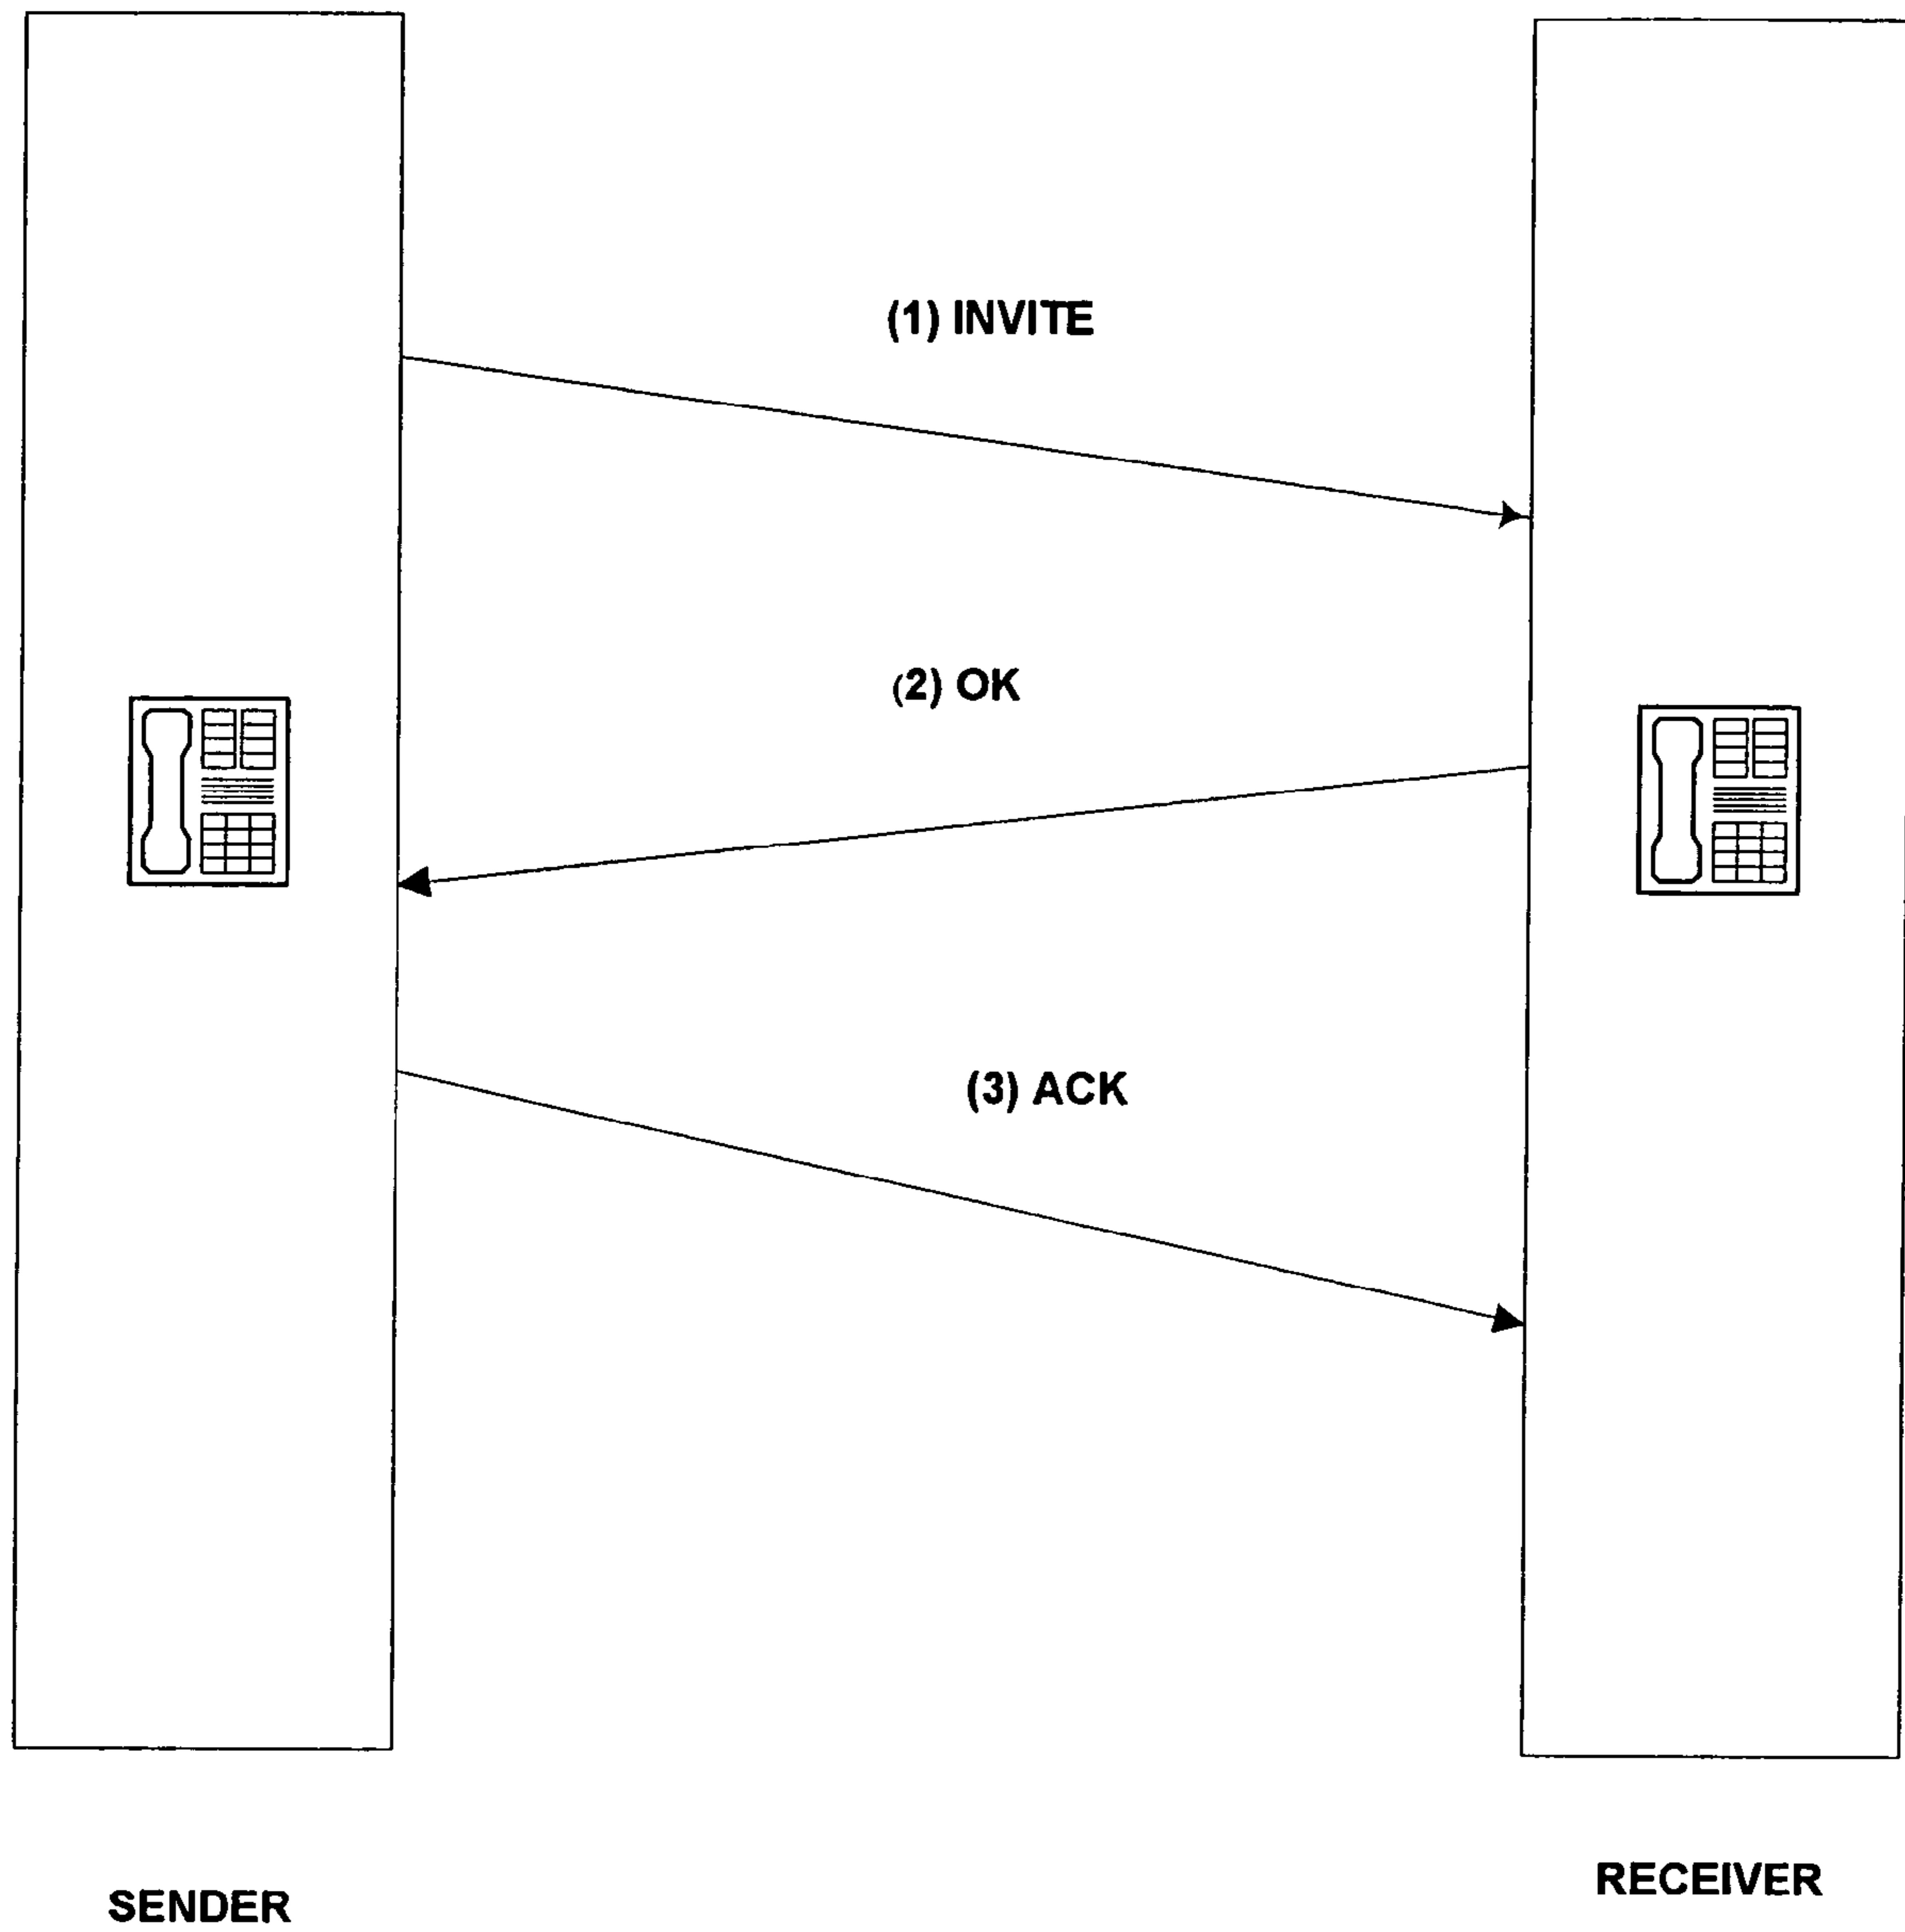 (1) INVITE
(2) OK
(3) ACK
RECEIVER
SENDER